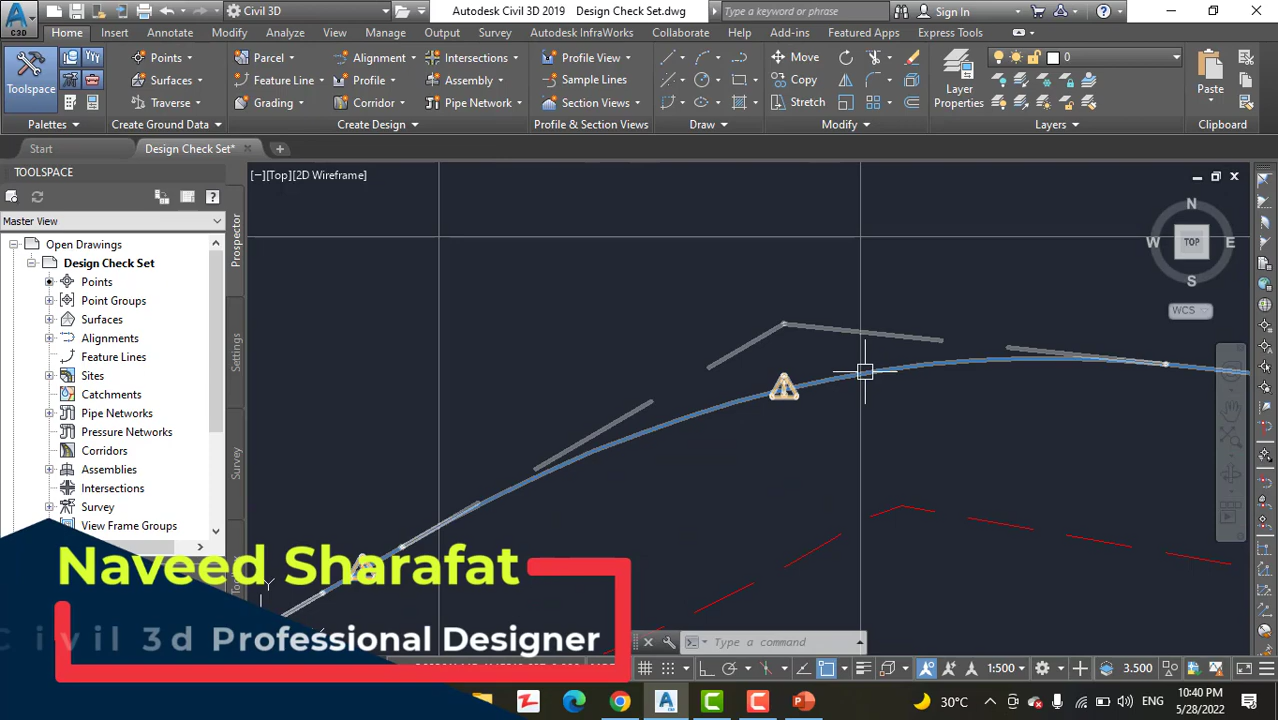 Civil 3D
Autodesk Civil 3D 2019 Design Check Set.dwg
Type a keyword or phrase
Sign In
C3D
Home Insert Annotate Modify Analyze View Manage Output Survey Autodesk InfraWorks Collaborate Help Add-ins Featured Apps Express Tools
Toolspace
Points
Surfaces
Traverse
Parcel
Feature Line
Grading
Alignment
Profile
Corridor
Intersections
Assembly
Pipe Network
Profile View
Sample Lines
Section Views
Move
Copy
Stretch
Layer
Properties
0
Paste
Palettes Create Ground Data Create Design Profile & Section Views Draw Modify Layers Clipboard
Start Design Check Set*
TOOLSPACE
Master View
Open Drawings
Design Check Set
Points
Point Groups
Surfaces
Alignments
Feature Lines
Sites
Catchments
Pipe Networks
Pressure Networks
Corridors
Assemblies
Intersections
Survey
View Frame Groups
Prospector
Settings
Survey
[−][Top][2D Wireframe]
N
W TOP E
S
WCS
Y
Naveed Sharafat
Civil 3d Professional Designer
Type a command
1:500
3.500
30°C
ENG
10:40 PM
5/28/2022